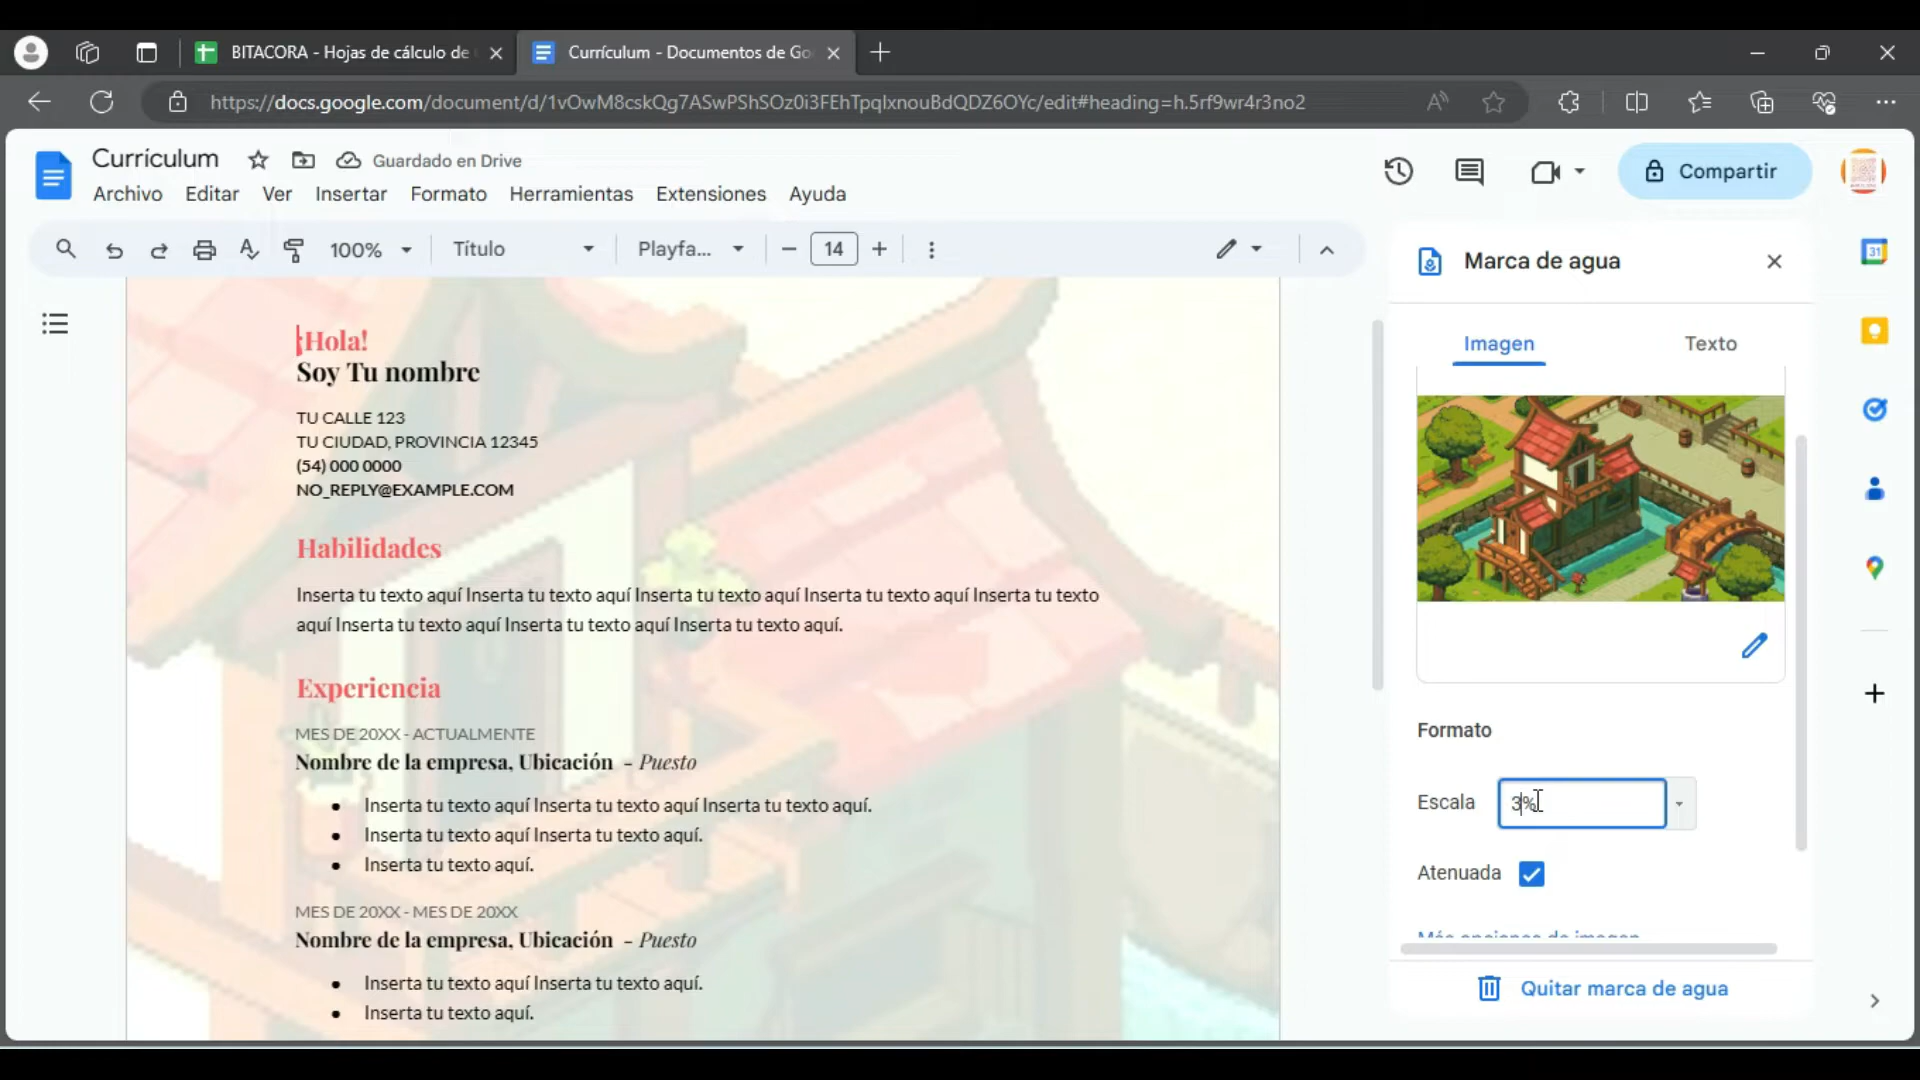 BITACORA - Hojas de cálculo de
Currículum - Documentos de Go
https://docs.google.com/document/d/1vOwM8cskQg7ASwPShSOz0i3FEhTpqIxnouBdQDZ6OYc/edit#heading=h.5rf9wr4r3no2
Currículum
Guardado en Drive
Archivo Editar Ver Insertar Formato Herramientas Extensiones Ayuda
Compartir
100% Título Playfa... 14
Marca de agua
31
Imagen Texto
¡Hola!
Soy Tu nombre
TU CALLE 123
TU CIUDAD, PROVINCIA 12345
(54) 000 0000
NO_REPLY@EXAMPLE.COM
Habilidades
Inserta tu texto aquí Inserta tu texto aquí Inserta tu texto aquí Inserta tu texto aquí Inserta tu texto
aquí Inserta tu texto aquí Inserta tu texto aquí Inserta tu texto aquí.
Experiencia
MES DE 20XX - ACTUALMENTE
Nombre de la empresa, Ubicación - Puesto
Inserta tu texto aquí Inserta tu texto aquí Inserta tu texto aquí.
Inserta tu texto aquí Inserta tu texto aquí.
Inserta tu texto aquí.
MES DE 20XX - MES DE 20XX
Nombre de la empresa, Ubicación - Puesto
Inserta tu texto aquí Inserta tu texto aquí.
Inserta tu texto aquí.
Formato
Escala 3%
Atenuada
Más opciones de imagen
Quitar marca de agua